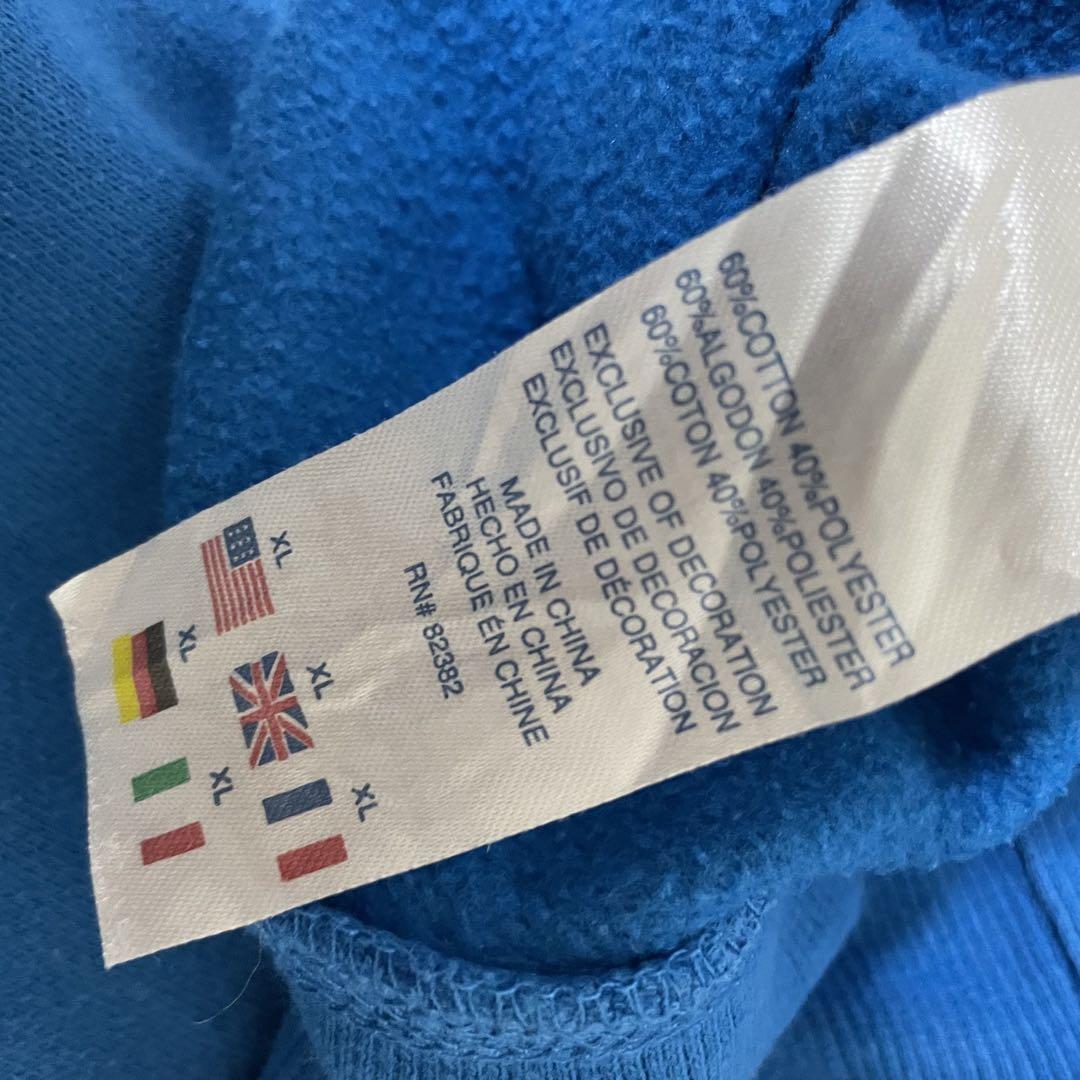 60%COTTON 40%POLYESTER
60%ALGODON 40%POLIESTER
60%COTON 40%POLYESTER
EXCLUSIVE OF DECORATION
EXCLUSIVO DE DECORACION
EXCLUSIF DE DÉCORATION
MADE IN CHINA
HECHO EN CHINA
FABRIQUE ÉN CHINE
RN# 82382
XL
XL
XL
XL
XL